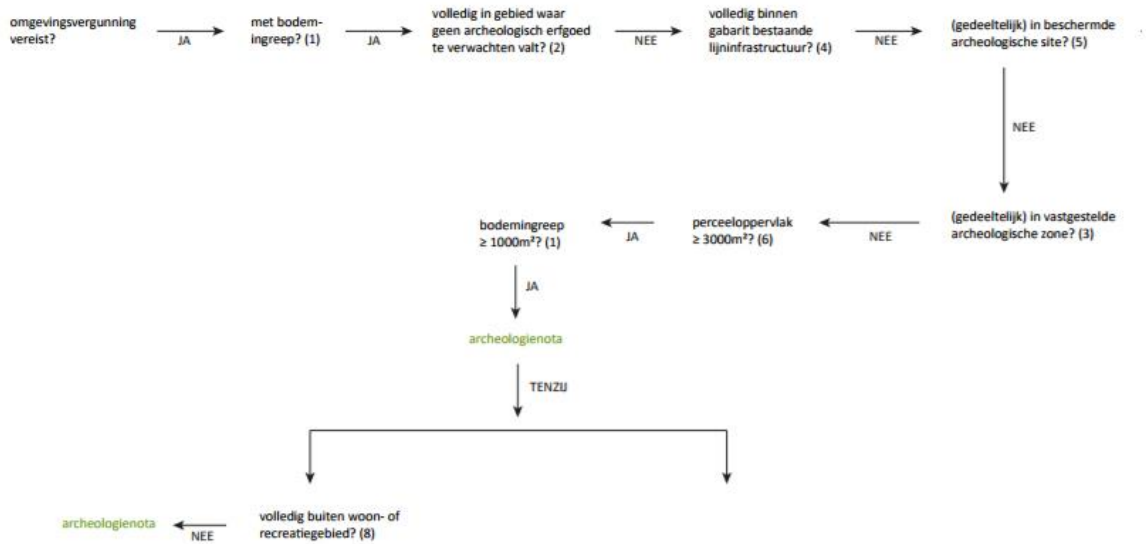 omgevingsvergunning
vereist?
JA
met bodem-
ingreep? (1)
JA
volledig in gebied waar
geen archeologisch erfgoed
te verwachten valt? (2)
NEE
volledig binnen
gabarit bestaande
lijninfrastructuur? (4)
NEE
(gedeeltelijk) in beschermde
archeologische site? (5)
NEE
(gedeeltelijk) in vastgestelde
archeologische zone? (3)
NEE
perceeloppervlak
≥ 3000m²? (6)
JA
bodemingreep
≥ 1000m²? (1)
JA
archeologienota
TENZIJ
volledig buiten woon- of
recreatiegebied? (8)
NEE
archeologienota